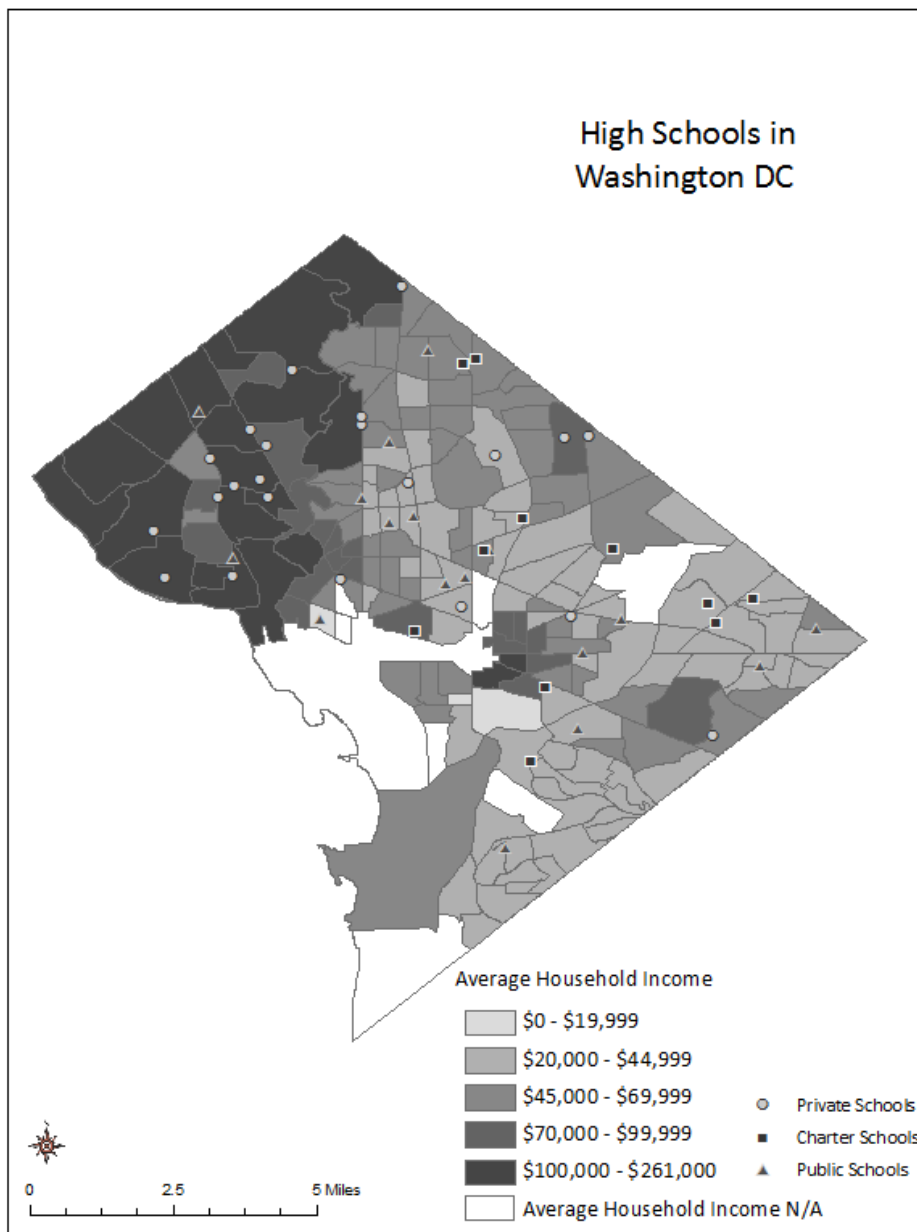 High Schools in
Washington DC
Average Household Income
$0 - $19,999
$20,000 - $44,999
$45,000 - $69,999
$70,000 - $99,999
$100,000 - $261,000
Average Household Income N/A
Private Schools
Charter Schools
Public Schools
0 2.5 5 Miles